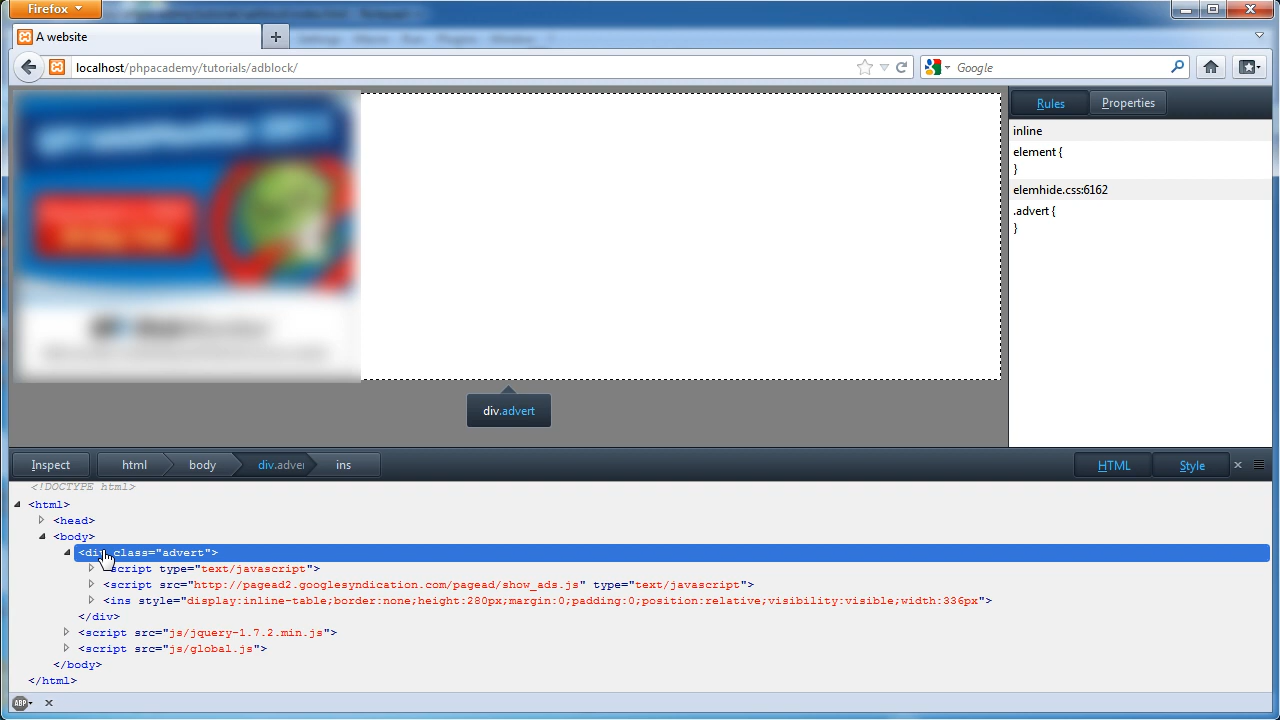 Firefox
A website
localhost/phpacademy/tutorials/adblock/
Google
Rules
Properties
inline
element {
}
elemhide.css:6162
.advert {
}
div.advert
Inspect
html
body
div.adver
ins
HTML
Style
<!DOCTYPE html>
<html>
<head>
<body>
<div class="advert">
<script type="text/javascript">
<script src="http://pagead2.googlesyndication.com/pagead/show_ads.js" type="text/javascript">
<ins style="display:inline-table;border:none;height:280px;margin:0;padding:0;position:relative;visibility:visible;width:336px">
</div>
<script src="js/jquery-1.7.2.min.js">
<script src="js/global.js">
</body>
</html>
ABP